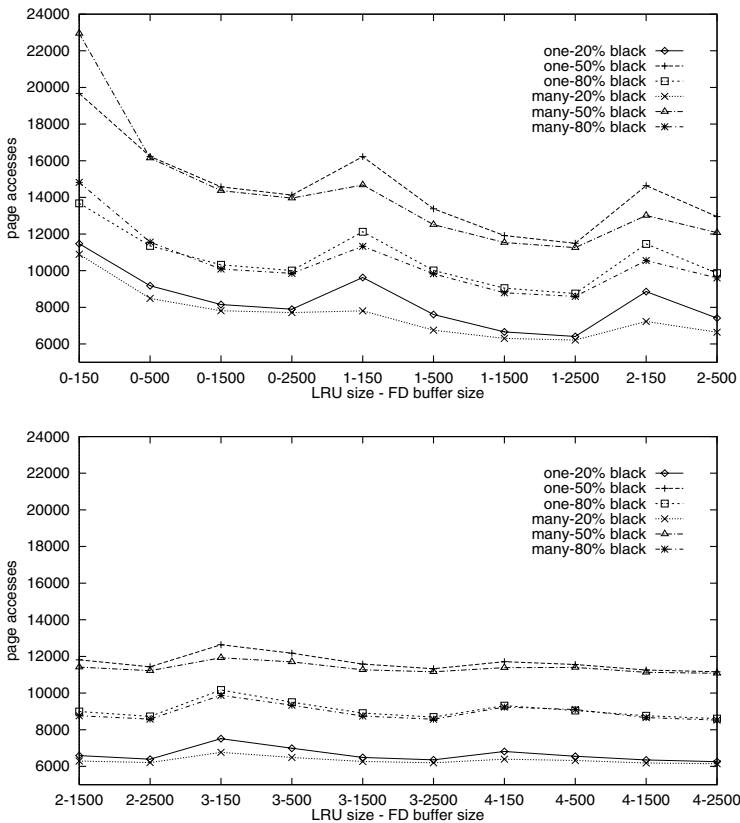 24000
22000
20000
18000
16000
14000
12000
10000
8000
6000
page accesses
one-20% black
one-50% black
one-80% black
many-20% black
many-50% black
many-80% black
0-150 0-500 0-1500 0-2500 1-150 1-500 1-1500 1-2500 2-150 2-500
LRU size - FD buffer size
24000
22000
20000
18000
16000
14000
12000
10000
8000
6000
page accesses
one-20% black
one-50% black
one-80% black
many-20% black
many-50% black
many-80% black
2-1500 2-2500 3-150 3-500 3-1500 3-2500 4-150 4-500 4-1500 4-2500
LRU size - FD buffer size